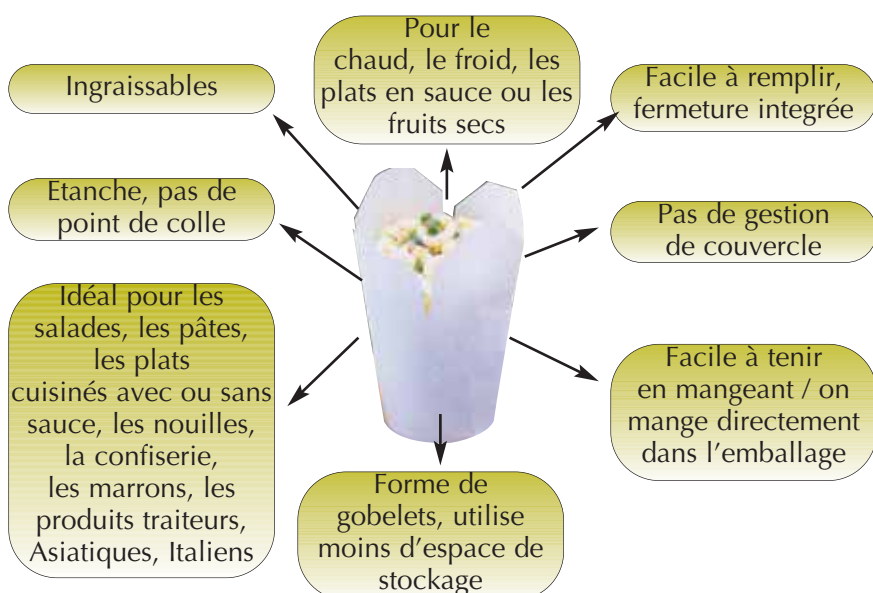 Pour le
chaud, le froid, les
plats en sauce ou les
fruits secs
Ingraissables
Facile à remplir,
fermeture integrée
Etanche, pas de
point de colle
Pas de gestion
de couvercle
Idéal pour les
salades, les pâtes,
les plats
cuisinés avec ou sans
sauce, les nouilles,
la confiserie,
les marrons, les
produits traiteurs,
Asiatiques, Italiens
Facile à tenir
en mangeant / on
mange directement
dans l'emballage
Forme de
gobelets, utilise
moins d'espace de
stockage